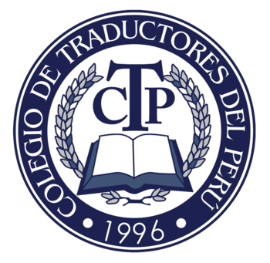 COLEGIO DE TRADUCTORES DEL PERÚ
CTP
• 1996 •